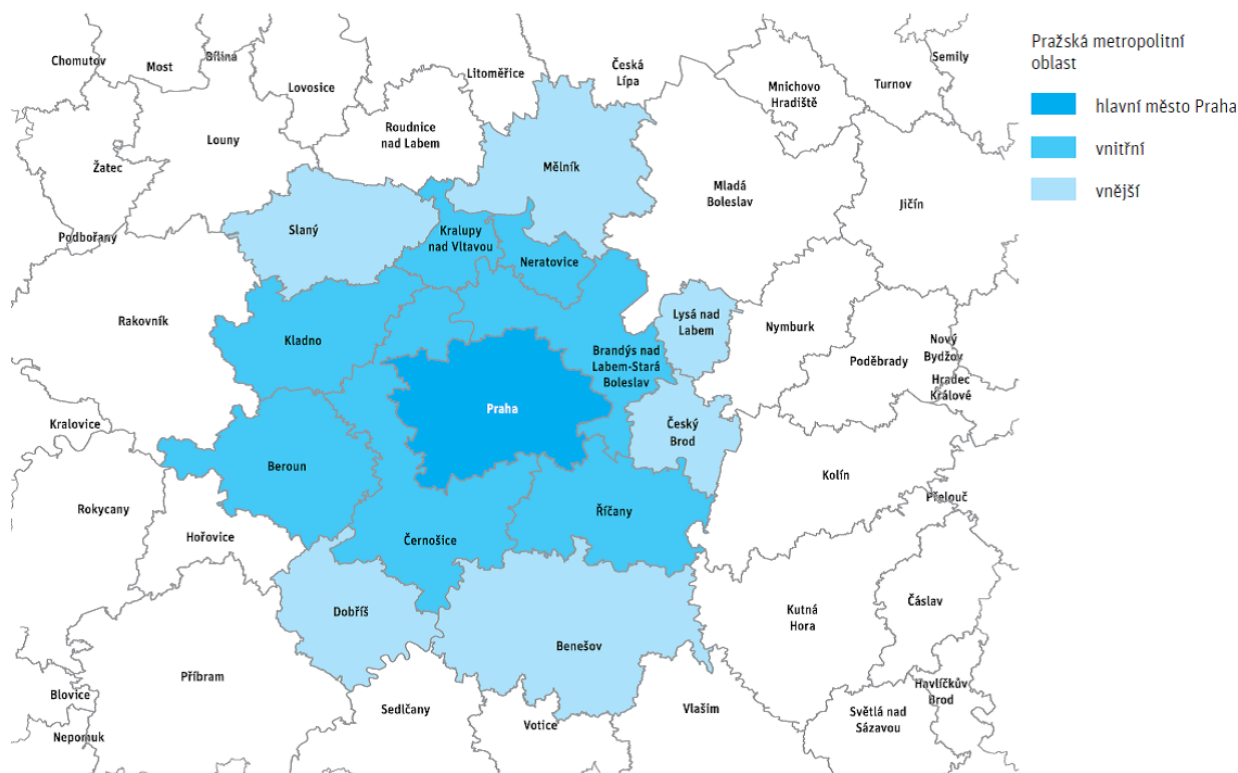 Chomutov
Most
Bílina
Lovosice
Litoměřice
Česká
Lípa
Mnichovo
Hradiště
Turnov
Semily
Pražská metropolitní
oblast
hlavní město Praha
vnitřní
vnější
Žatec
Louny
Roudnice
nad Labem
Mělník
Mladá
Boleslav
Jičín
Podbořany
Slaný
Kralupy
nad Vltavou
Neratovice
Rakovník
Kladno
Lysá nad
Labem
Nymburk
Brandýs nad
Labem-Stará
Boleslav
Poděbrady
Nový
Bydžov
Hradec
Králové
Praha
Kralovice
Český
Brod
Beroun
Kolín
Rokycany
Hořovice
Říčany
Přelouč
Černošice
Dobříš
Kutná
Hora
Čáslav
Benešov
Příbram
Blovice
Nepomuk
Sedlčany
Votice
Vlašim
Světlá nad
Sázavou
Havlíčkův
Brod